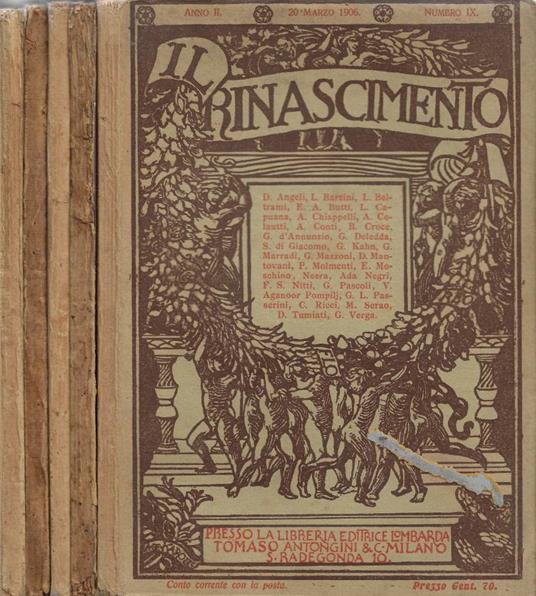 ANNO II.
20 MARZO 1906.
NUMERO IX.
IL
RINASCIMENTO
D. Angeli, L. Barzini, L. Bel-
trami, E. A. Butti, L. Ca-
puana, A. Chiappelli, A. Co-
lautti, A. Conti, B. Croce,
G. d'Annunzio, G. Deledda,
S. di Giacomo, G. Kahn, G.
Marradi, G. Mazzoni, D. Man-
tovani, P. Molmenti, E. Mo-
schino, Neera, Ada Negri,
F. S. Nitti, G. Pascoli, V.
Aganoor Pompilj, G. L. Pas-
serini, C. Ricci, M. Serao,
D. Tumiati, G. Verga.
PRESSO LA LIBRERIA EDITRICE LOMBARDA
TOMASO ANTONGINI & C. MILANO
S. RADEGONDA 10.
Conto corrente con la posta.
Prezzo Cent. 70.